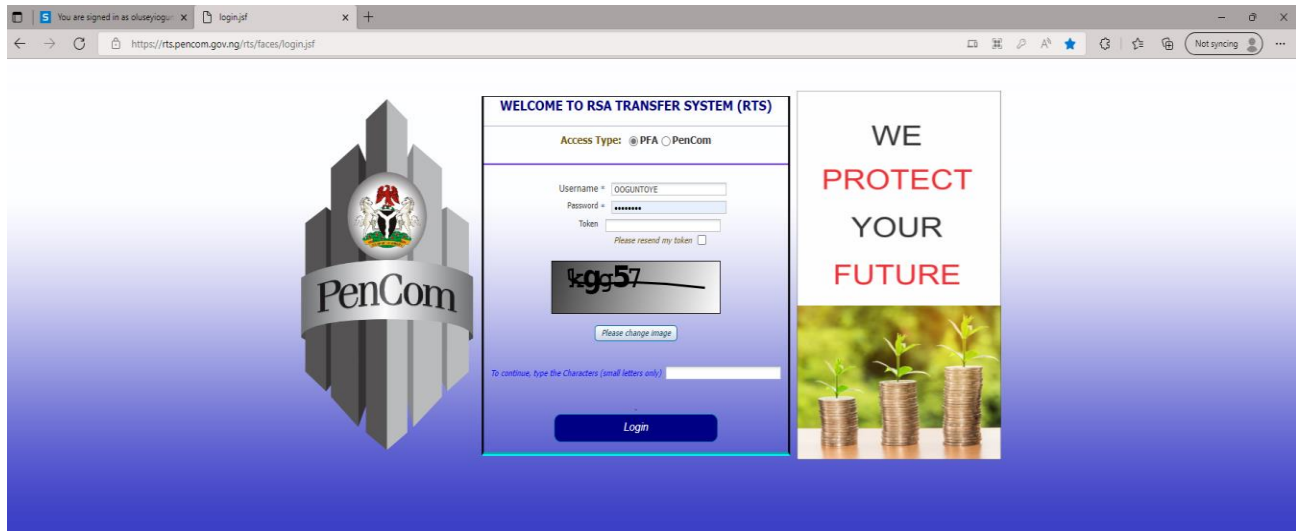 You are signed in as oluseyiogun
login.jsf
https://rts.pencom.gov.ng/rts/faces/login.jsf
Not syncing
PenCom
WELCOME TO RSA TRANSFER SYSTEM (RTS)
Access Type: PFA PenCom
Username * OOGUNTOYE
Password * ••••••••
Token
Please resend my token
kgg57
Please change image
To continue, type the Characters (small letters only)
Login
WE
PROTECT
YOUR
FUTURE